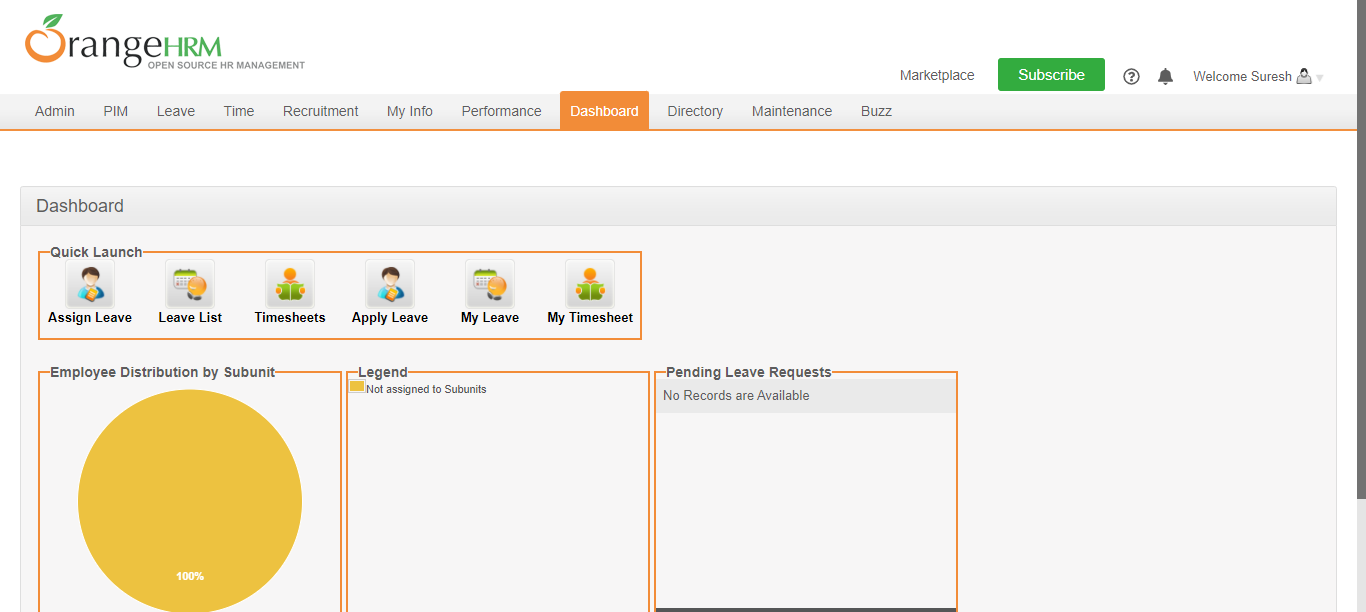 OrangeHRM
OPEN SOURCE HR MANAGEMENT
Marketplace Subscribe ? Welcome Suresh
Admin PIM Leave Time Recruitment My Info Performance Dashboard Directory Maintenance Buzz
Dashboard
Quick Launch
Assign Leave Leave List Timesheets Apply Leave My Leave My Timesheet
Employee Distribution by Subunit
100%
Legend
Not assigned to Subunits
Pending Leave Requests
No Records are Available